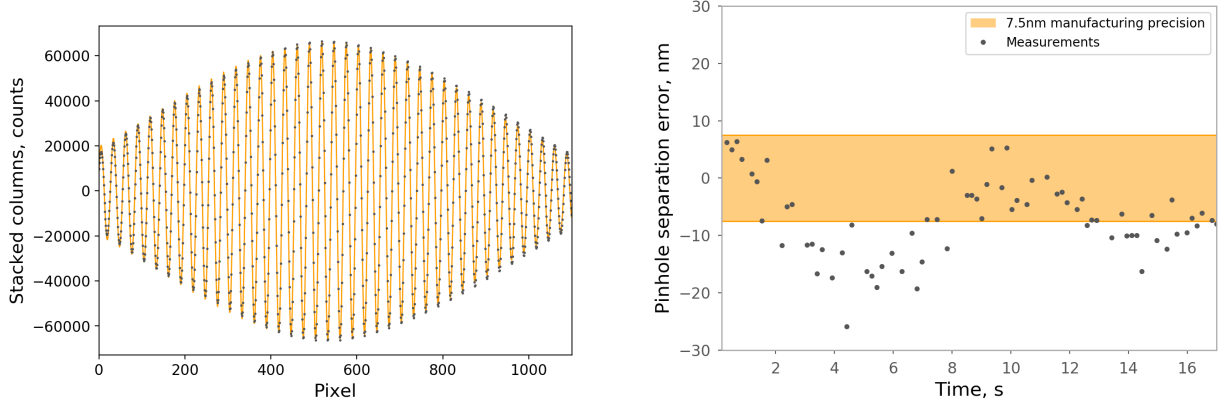 Stacked columns, counts
60000
40000
20000
0
−20000
−40000
−60000
0 200 400 600 800 1000
Pixel
Pinhole separation error, nm
30
20
10
0
−10
−20
−30
7.5nm manufacturing precision
Measurements
2 4 6 8 10 12 14 16
Time, s